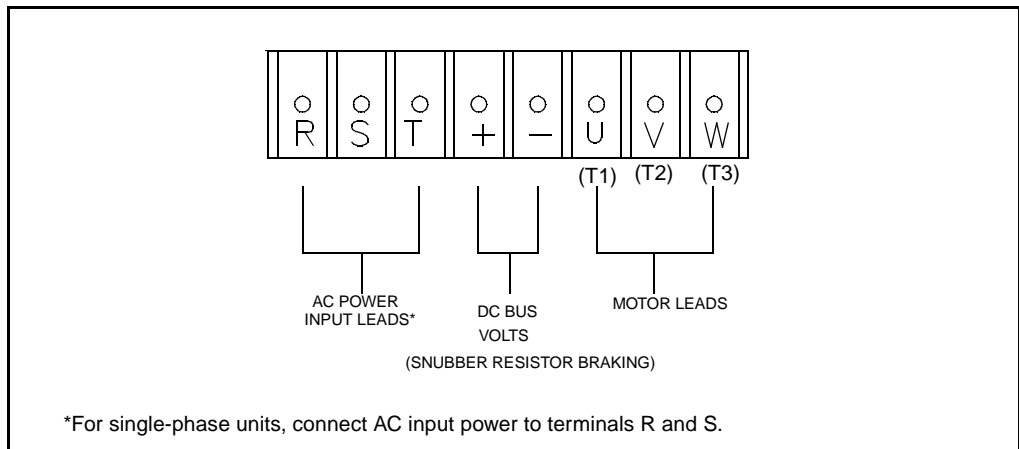 R S T + − U V W
(T1) (T2) (T3)
AC POWER
INPUT LEADS*
DC BUS
VOLTS
(SNUBBER RESISTOR BRAKING)
MOTOR LEADS
*For single-phase units, connect AC input power to terminals R and S.